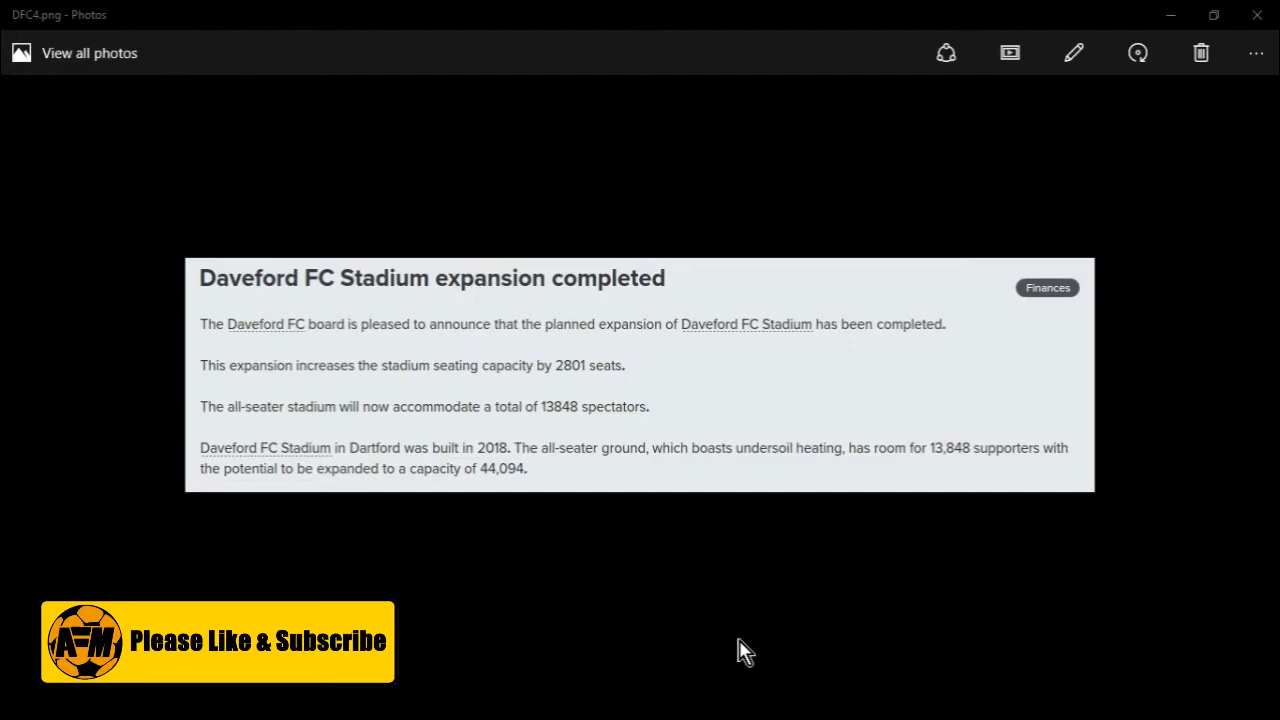 DFC4.png - Photos
View all photos
Daveford FC Stadium expansion completed
Finances
The Daveford FC board is pleased to announce that the planned expansion of Daveford FC Stadium has been completed.
This expansion increases the stadium seating capacity by 2801 seats.
The all-seater stadium will now accommodate a total of 13848 spectators.
Daveford FC Stadium in Dartford was built in 2018. The all-seater ground, which boasts undersoil heating, has room for 13,848 supporters with
the potential to be expanded to a capacity of 44,094.
AFM Please Like & Subscribe